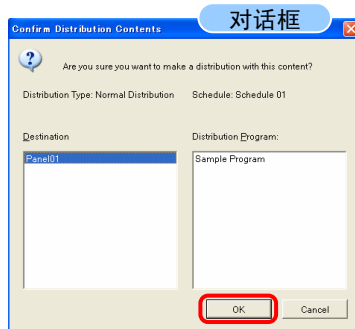 对话框
Confirm Distribution Contents
Are you sure you want to make a distribution with this content?
Distribution Type: Normal Distribution Schedule: Schedule 01
Destination Distribution Program:
Panel01 Sample Program
OK Cancel